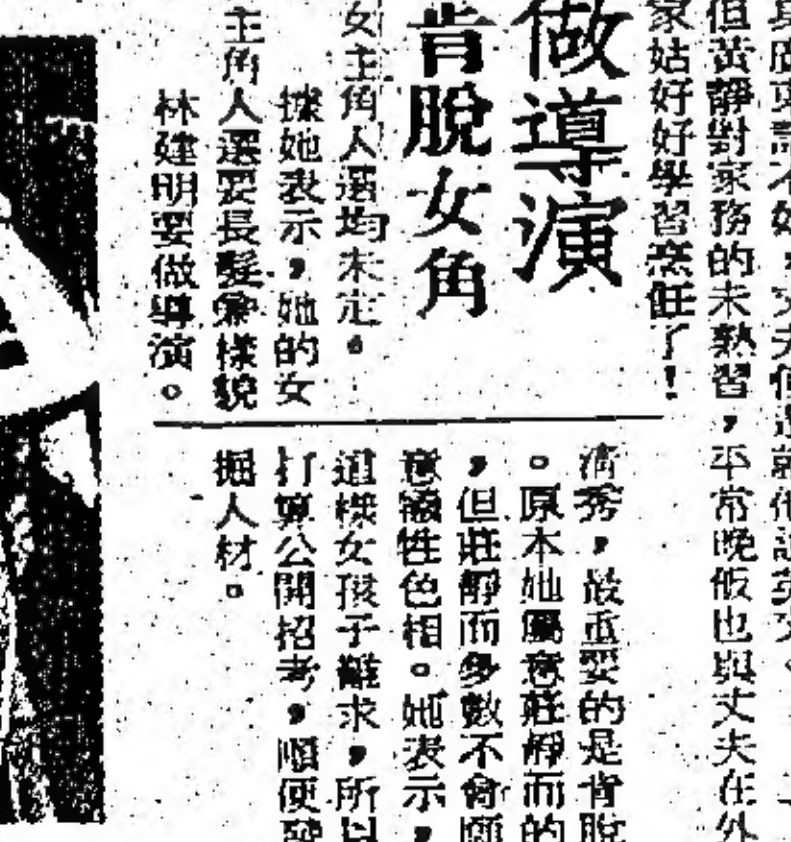 但黃靜對家務的未熟習，平常晚飯也與丈夫在外
家姑好好學習烹飪了！
做導演
肯脫女角
女主角人選均未定。
據她表示，她的女
主角人選要長髮兼樣貌
清秀，最重要的是肯脫
。原本她屬意莊靜而的
，但莊靜而多數不會願
意犧牲色相。她表示，
這樣女孩子難求，所以
打算公開招考，順便發
掘人材。
林建明要做導演。